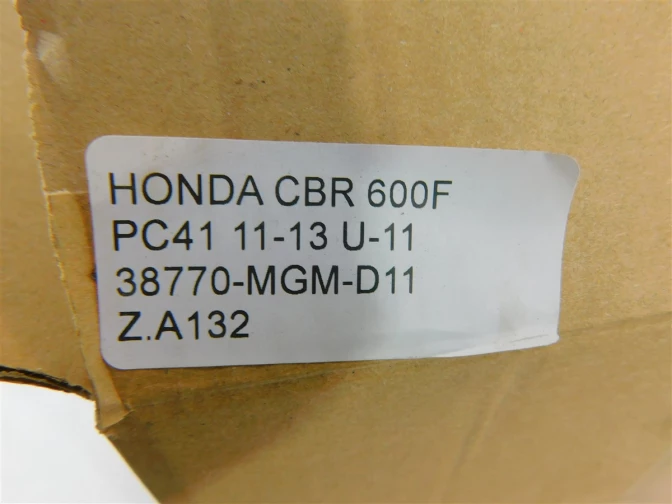 HONDA CBR 600F
PC41 11-13 U-11
38770-MGM-D11
Z.A132